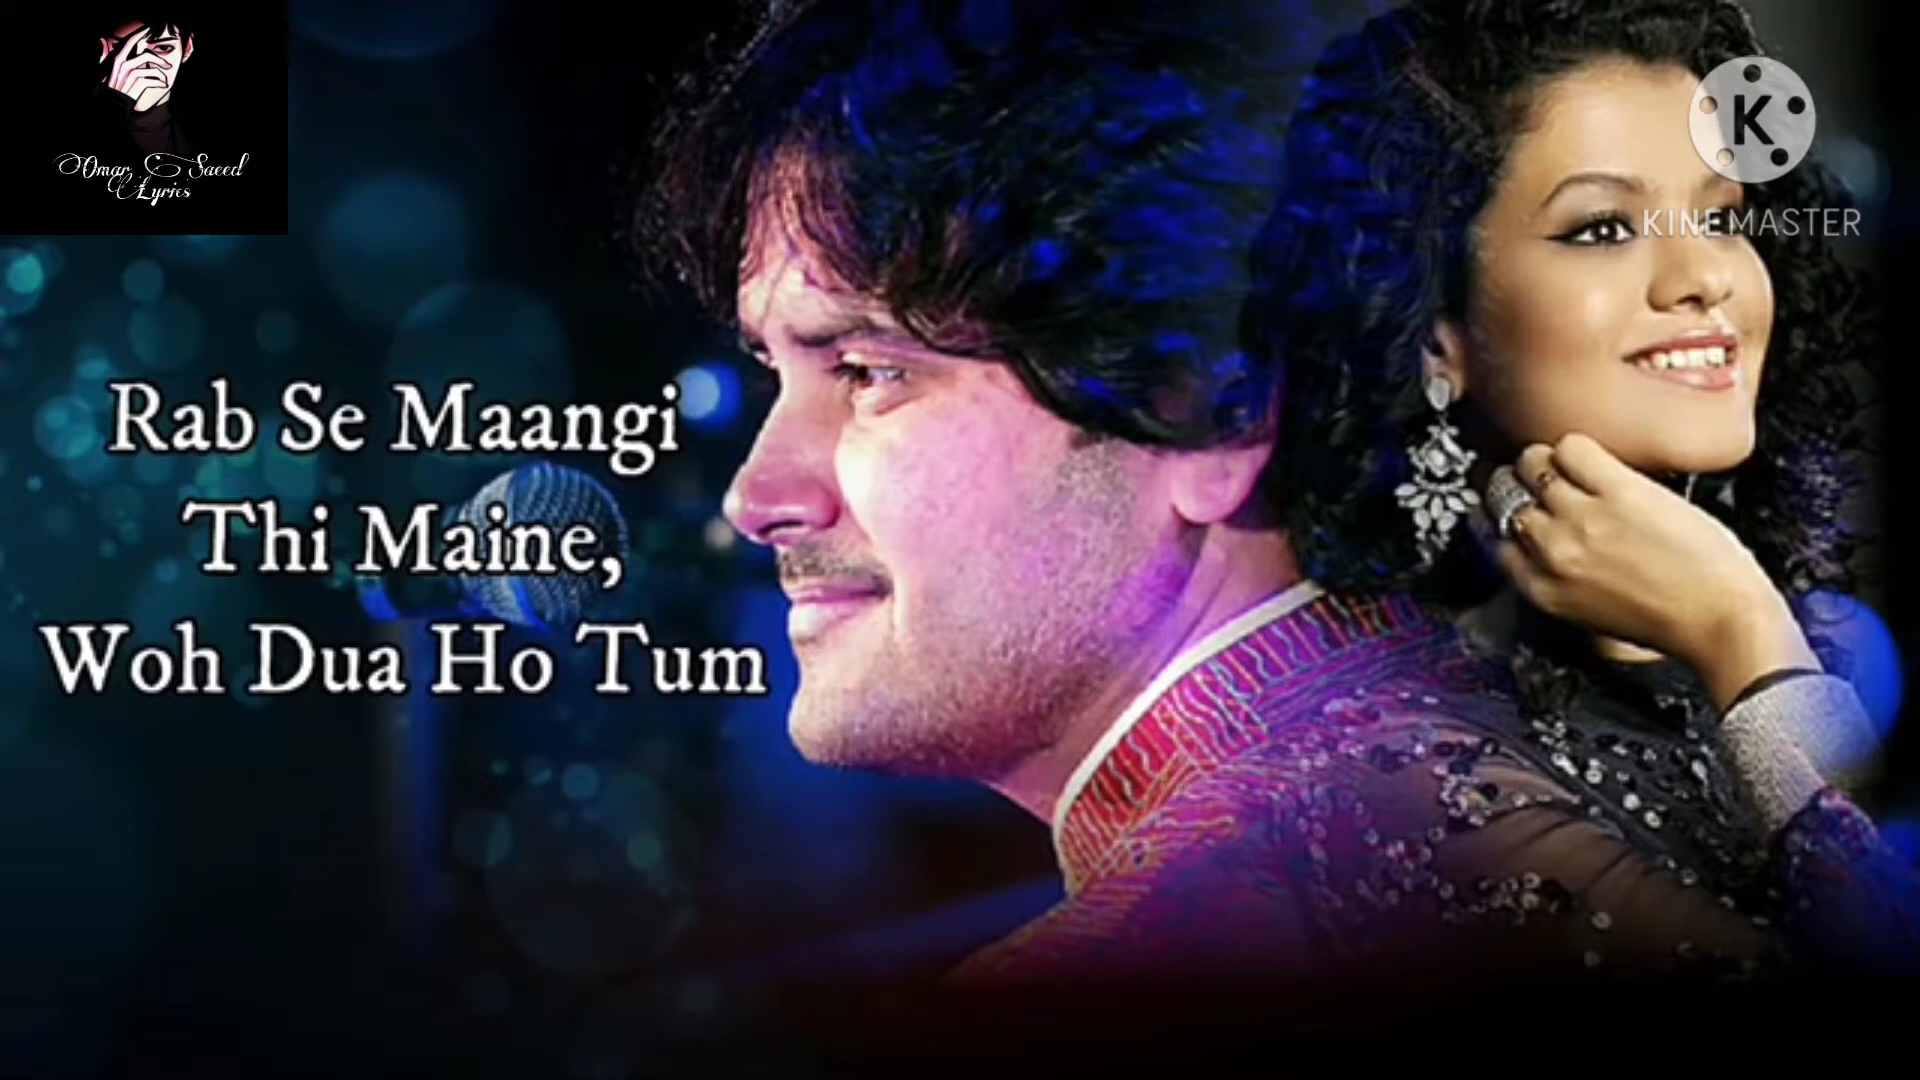 Omar Saeed
Lyrics
K
KINEMASTER
Rab Se Maangi
Thi Maine,
Woh Dua Ho Tum